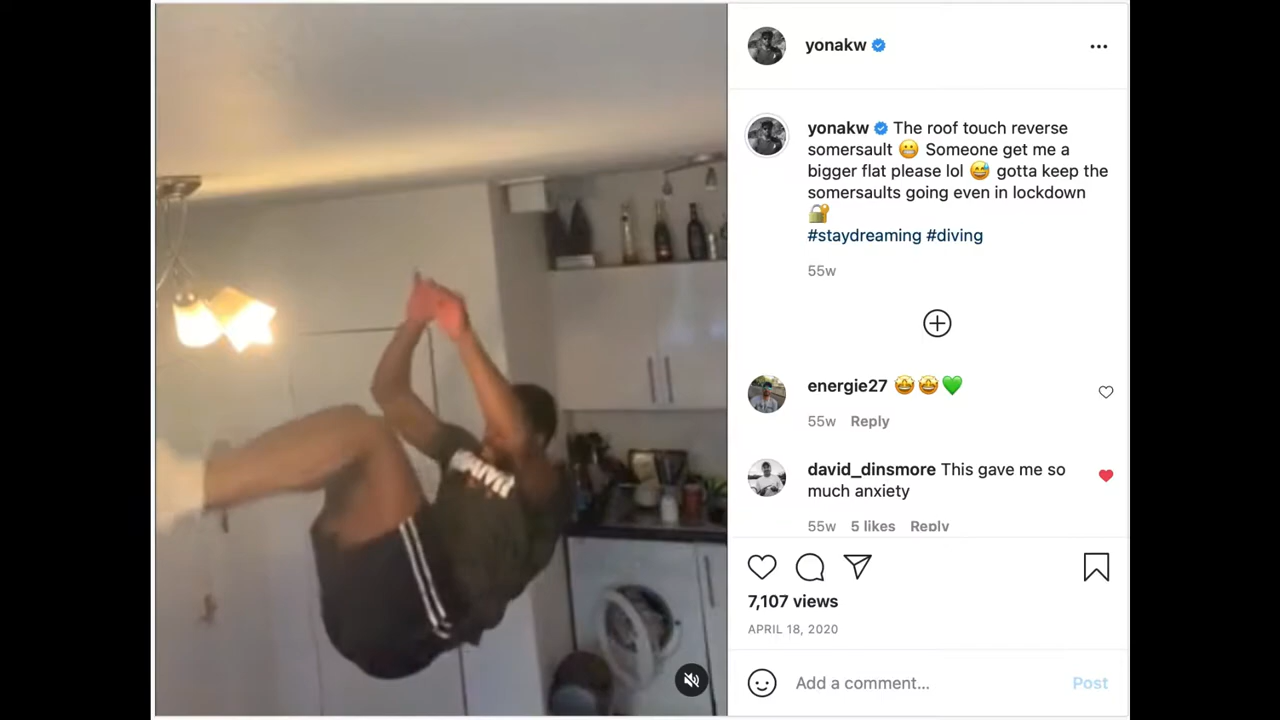 yonakw
yonakw The roof touch reverse
somersault 😬 Someone get me a
bigger flat please lol 😅 gotta keep the
somersaults going even in lockdown
🔐
#staydreaming #diving
55w
energie27 🤩🤩💚
55w Reply
david_dinsmore This gave me so
much anxiety
55w 5 likes Reply
7,107 views
APRIL 18, 2020
Add a comment... Post